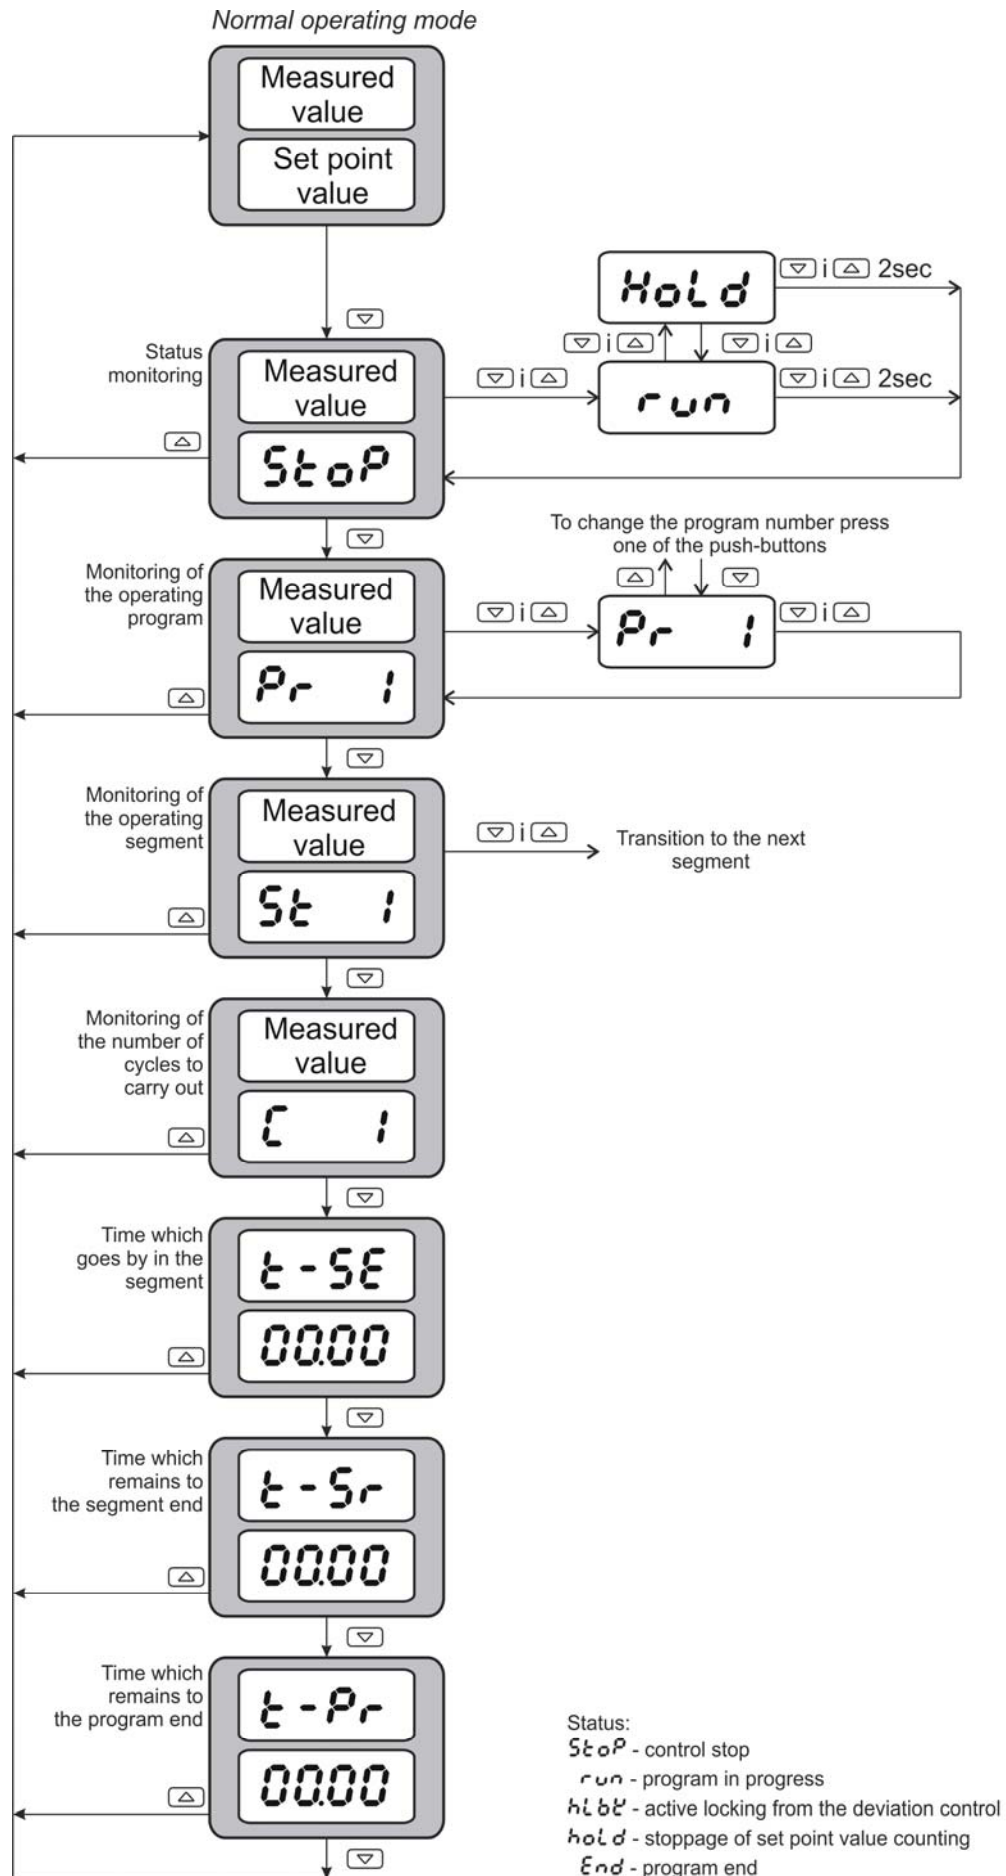 Normal operating mode
Measured
value
Set point
value
Status
monitoring
Measured
value
StoP
i
HoLd
i 2sec
i
i
run
i 2sec
Monitoring of
the operating
program
Measured
value
Pr 1
To change the program number press
one of the push-buttons
i
Pr 1
i
Monitoring of
the operating
segment
Measured
value
St 1
i
Transition to the next
segment
Monitoring of
the number of
cycles to
carry out
Measured
value
C 1
Time which
goes by in the
segment
t-SE
00.00
Time which
remains to
the segment end
t-Sr
00.00
Time which
remains to
the program end
t-Pr
00.00
Status:
StoP - control stop
run - program in progress
hLbk - active locking from the deviation control
hoLd - stoppage of set point value counting
End - program end